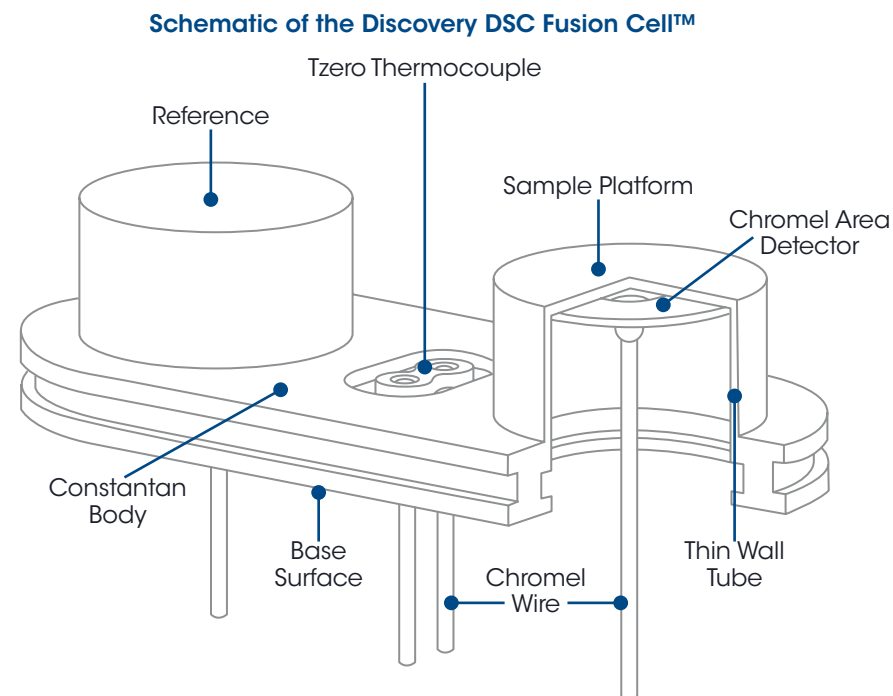 Schematic of the Discovery DSC Fusion Cell™
Tzero Thermocouple
Reference
Sample Platform
Chromel Area
Detector
Constantan
Body
Base
Surface
Chromel
Wire
Thin Wall
Tube